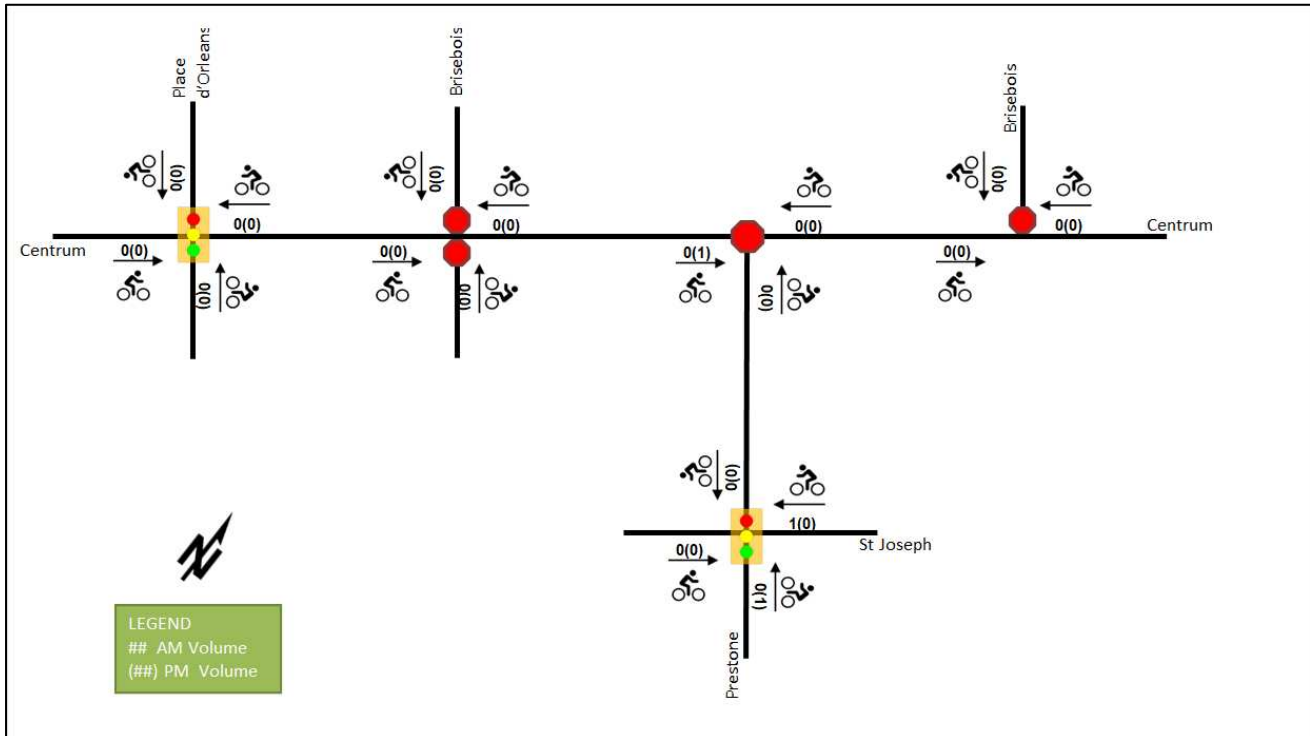 Place
d'Orleans
Brisebois
Brisebois
0(0)
0(0)
0(0)
0(0)
0(0)
0(0)
0(0)
0(0)
Centrum
Centrum
0(0)
0(0)
0(1)
0(0)
0(0)
0(0)
0(0)
0(0)
1(0)
St Joseph
0(0)
0(1)
Prestone
N
LEGEND
## AM Volume
(##) PM Volume